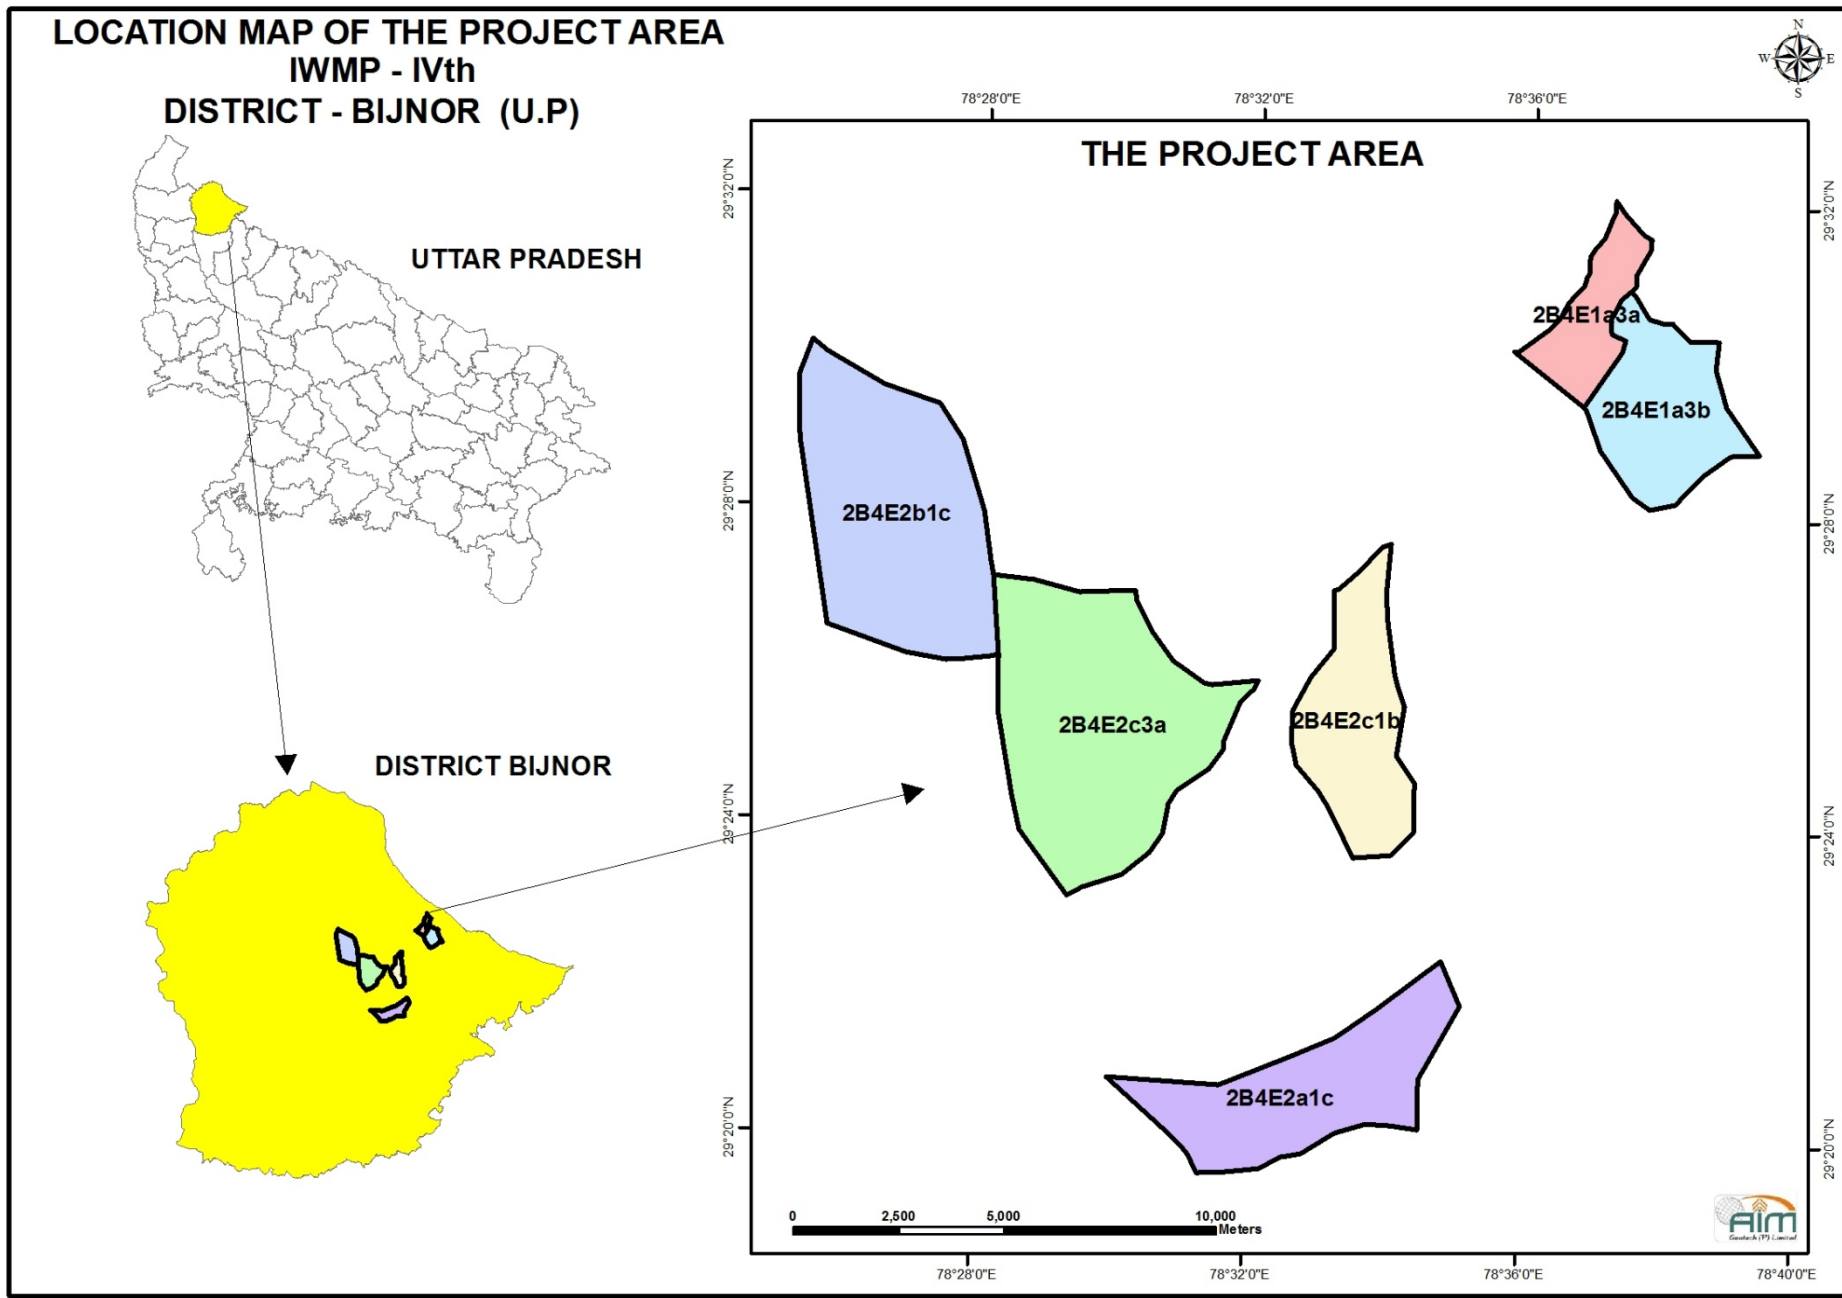 LOCATION MAP OF THE PROJECT AREA
IWMP - IVth
DISTRICT - BIJNOR (U.P)
N
W E
S
78°28'0"E 78°32'0"E 78°36'0"E
THE PROJECT AREA
29°32'0"N
29°32'0"N
UTTAR PRADESH
2B4E1a3a
2B4E1a3b
29°28'0"N
2B4E2b1c
29°28'0"N
2B4E2c3a
2B4E2c1b
DISTRICT BIJNOR
29°24'0"N
29°24'0"N
2B4E2a1c
29°20'0"N
29°20'0"N
0 2,500 5,000 10,000
Meters
AIM
Geotech (P) Limited
78°28'0"E 78°32'0"E 78°36'0"E 78°40'0"E